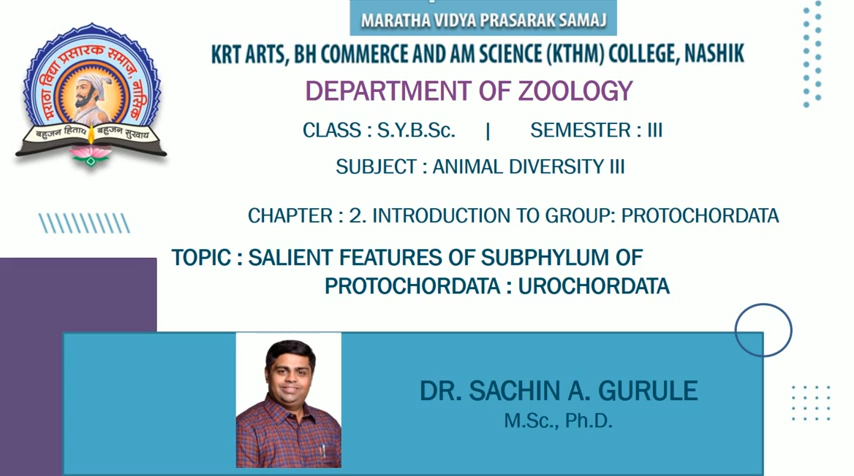 MARATHA VIDYA PRASARAK SAMAJ
KRT ARTS, BH COMMERCE AND AM SCIENCE (KTHM) COLLEGE, NASHIK
मराठा विद्या प्रसारक समाज, नासिक
बहुजन हिताय बहुजन सुखाय
DEPARTMENT OF ZOOLOGY
CLASS : S.Y.B.Sc. | SEMESTER : III
SUBJECT : ANIMAL DIVERSITY III
CHAPTER : 2. INTRODUCTION TO GROUP: PROTOCHORDATA
TOPIC : SALIENT FEATURES OF SUBPHYLUM OF
PROTOCHORDATA : UROCHORDATA
DR. SACHIN A. GURULE
M.Sc., Ph.D.